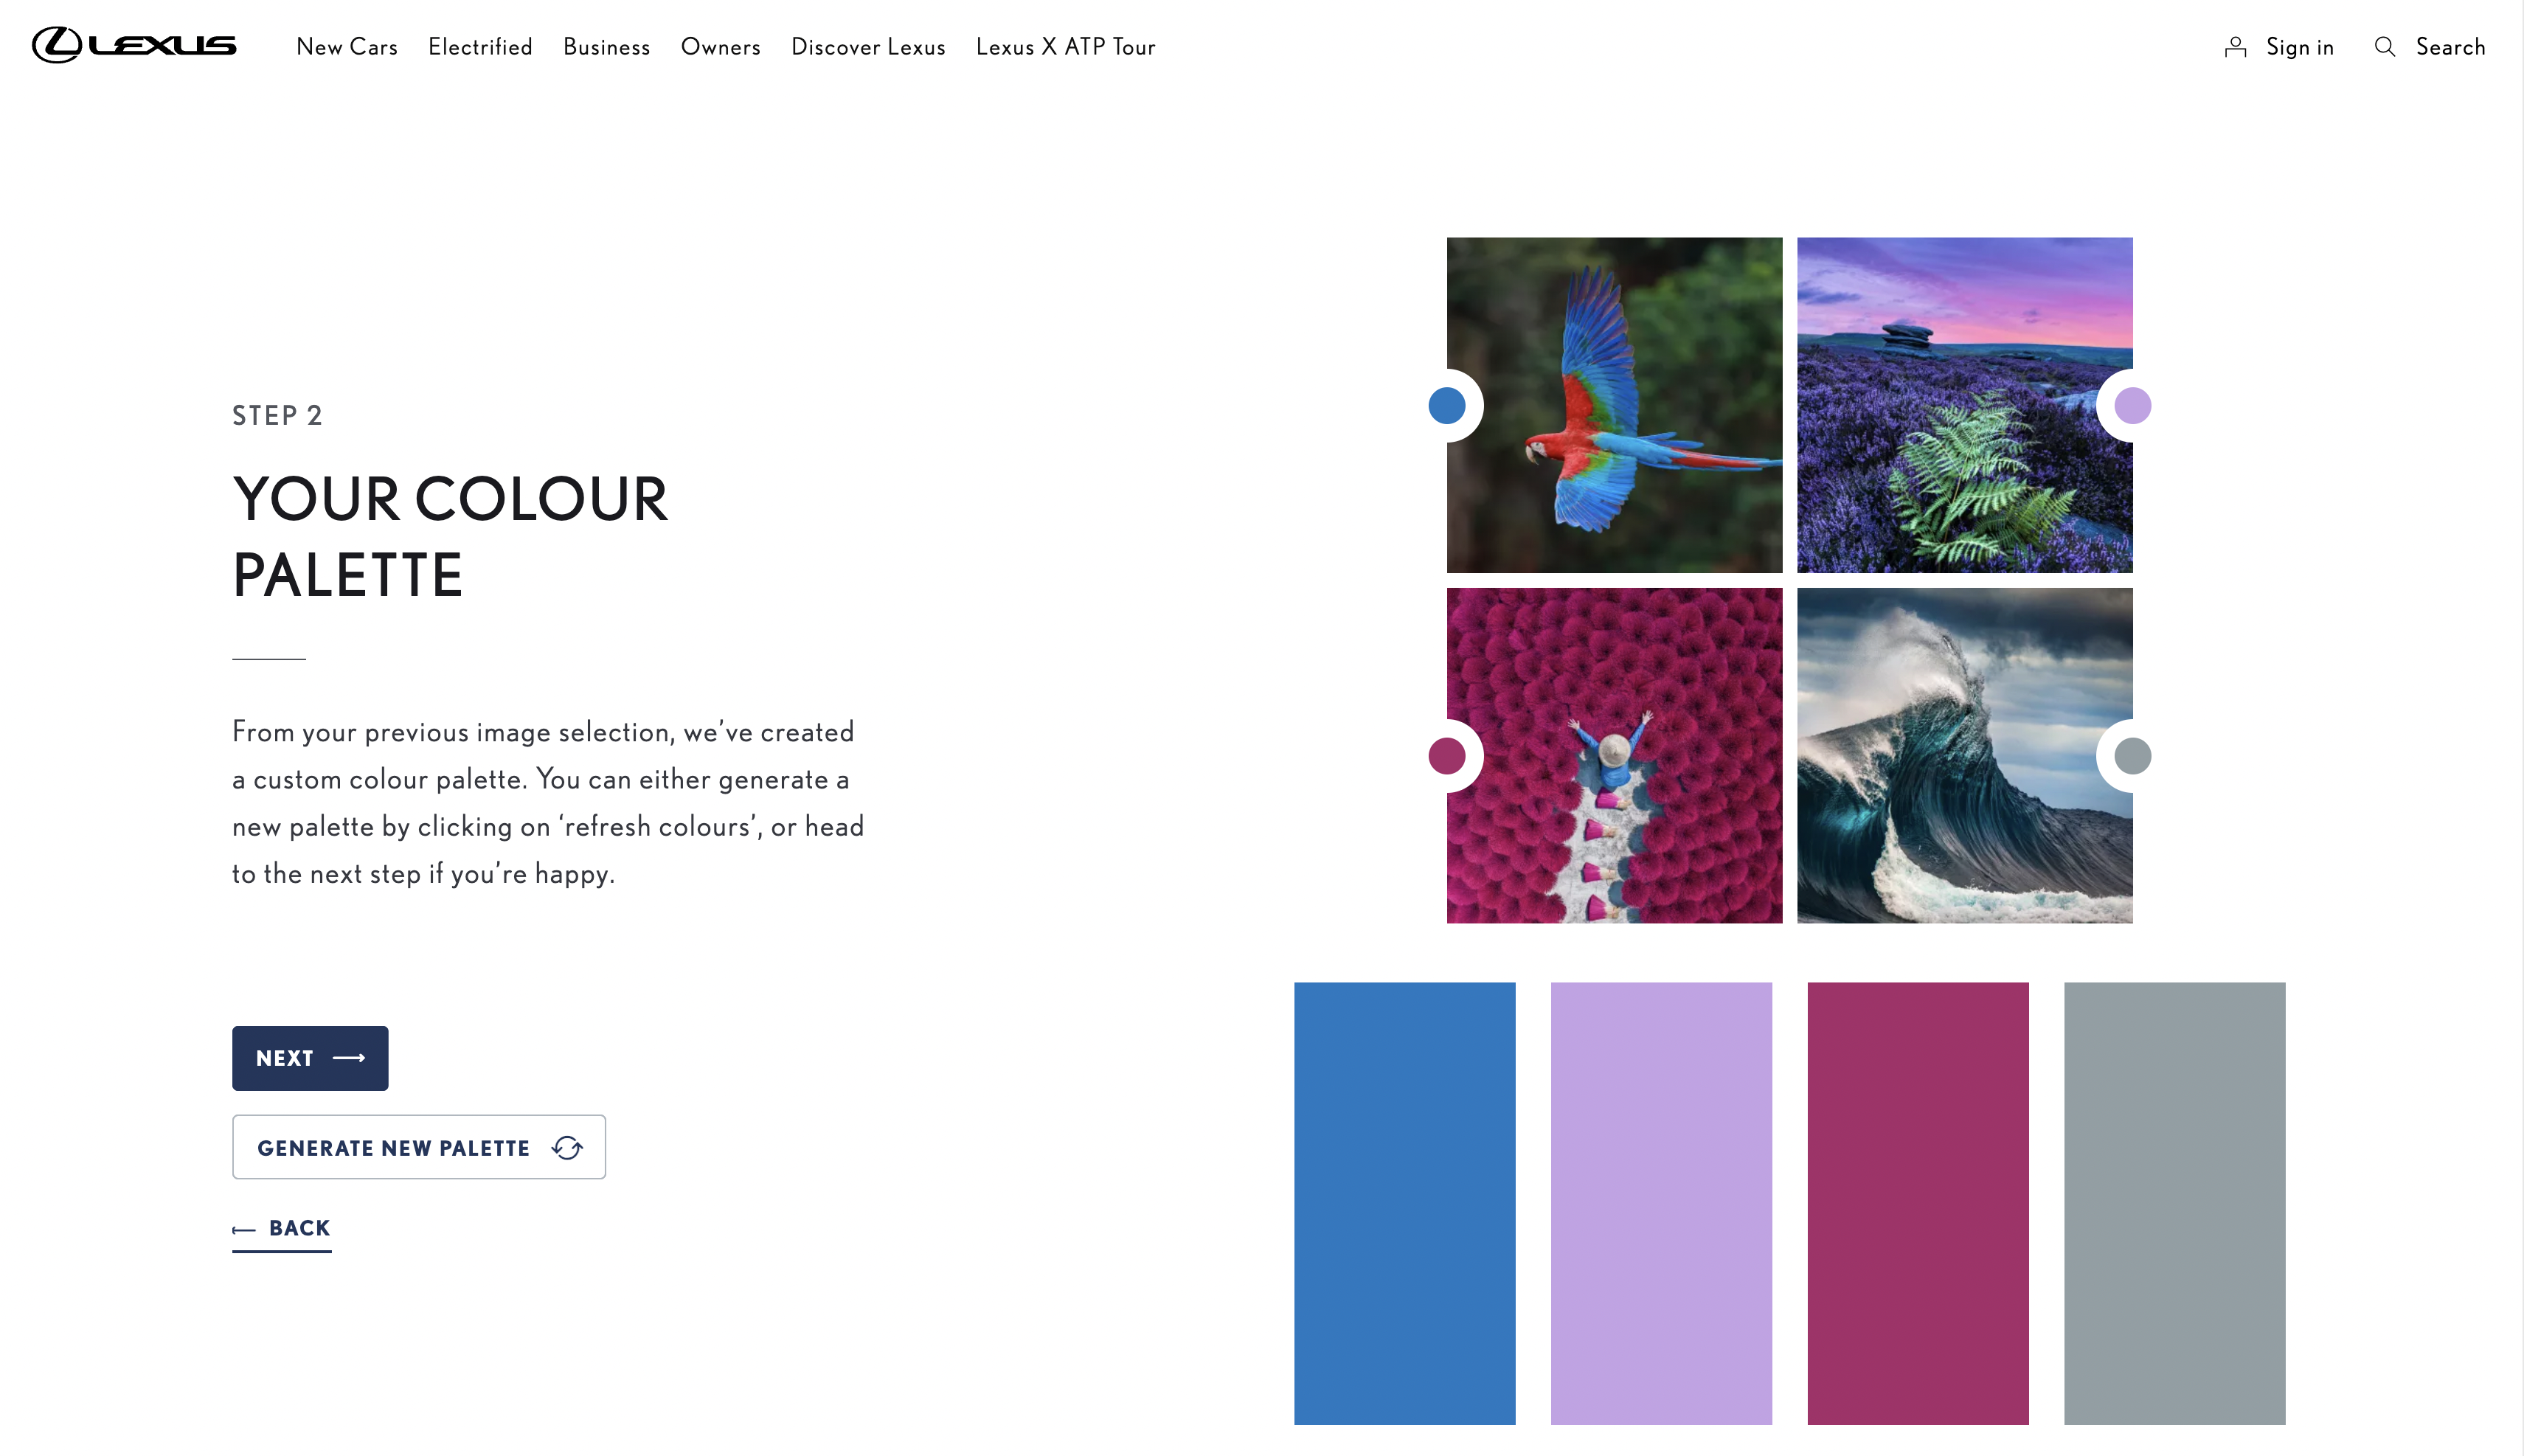 LEXUS
New Cars Electrified Business Owners Discover Lexus Lexus X ATP Tour Sign in Search
STEP 2
YOUR COLOUR
PALETTE
From your previous image selection, we’ve created
a custom colour palette. You can either generate a
new palette by clicking on ‘refresh colours’, or head
to the next step if you’re happy.
NEXT
GENERATE NEW PALETTE
BACK